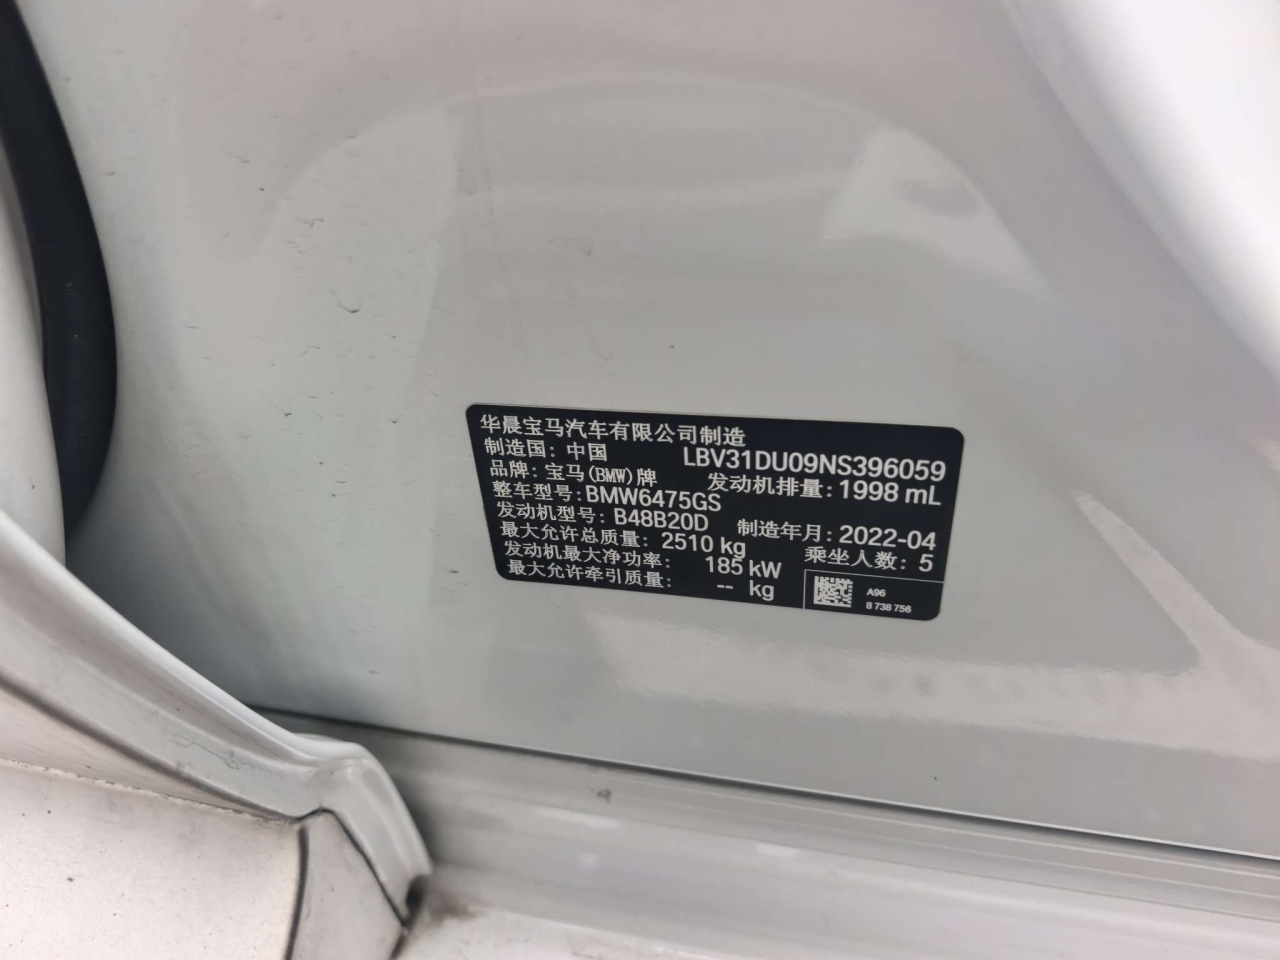 华晨宝马汽车有限公司制造
制造国：中国 LBV31DU09NS396059
品牌：宝马(BMW)牌 发动机排量：1998 mL
整车型号：BMW6475GS
发动机型号：B48B20D 制造年月：2022-04
最大允许总质量：2510 kg 乘坐人数：5
发动机最大净功率：185 kW
最大允许牵引质量：-- kg
A96
8 738 756